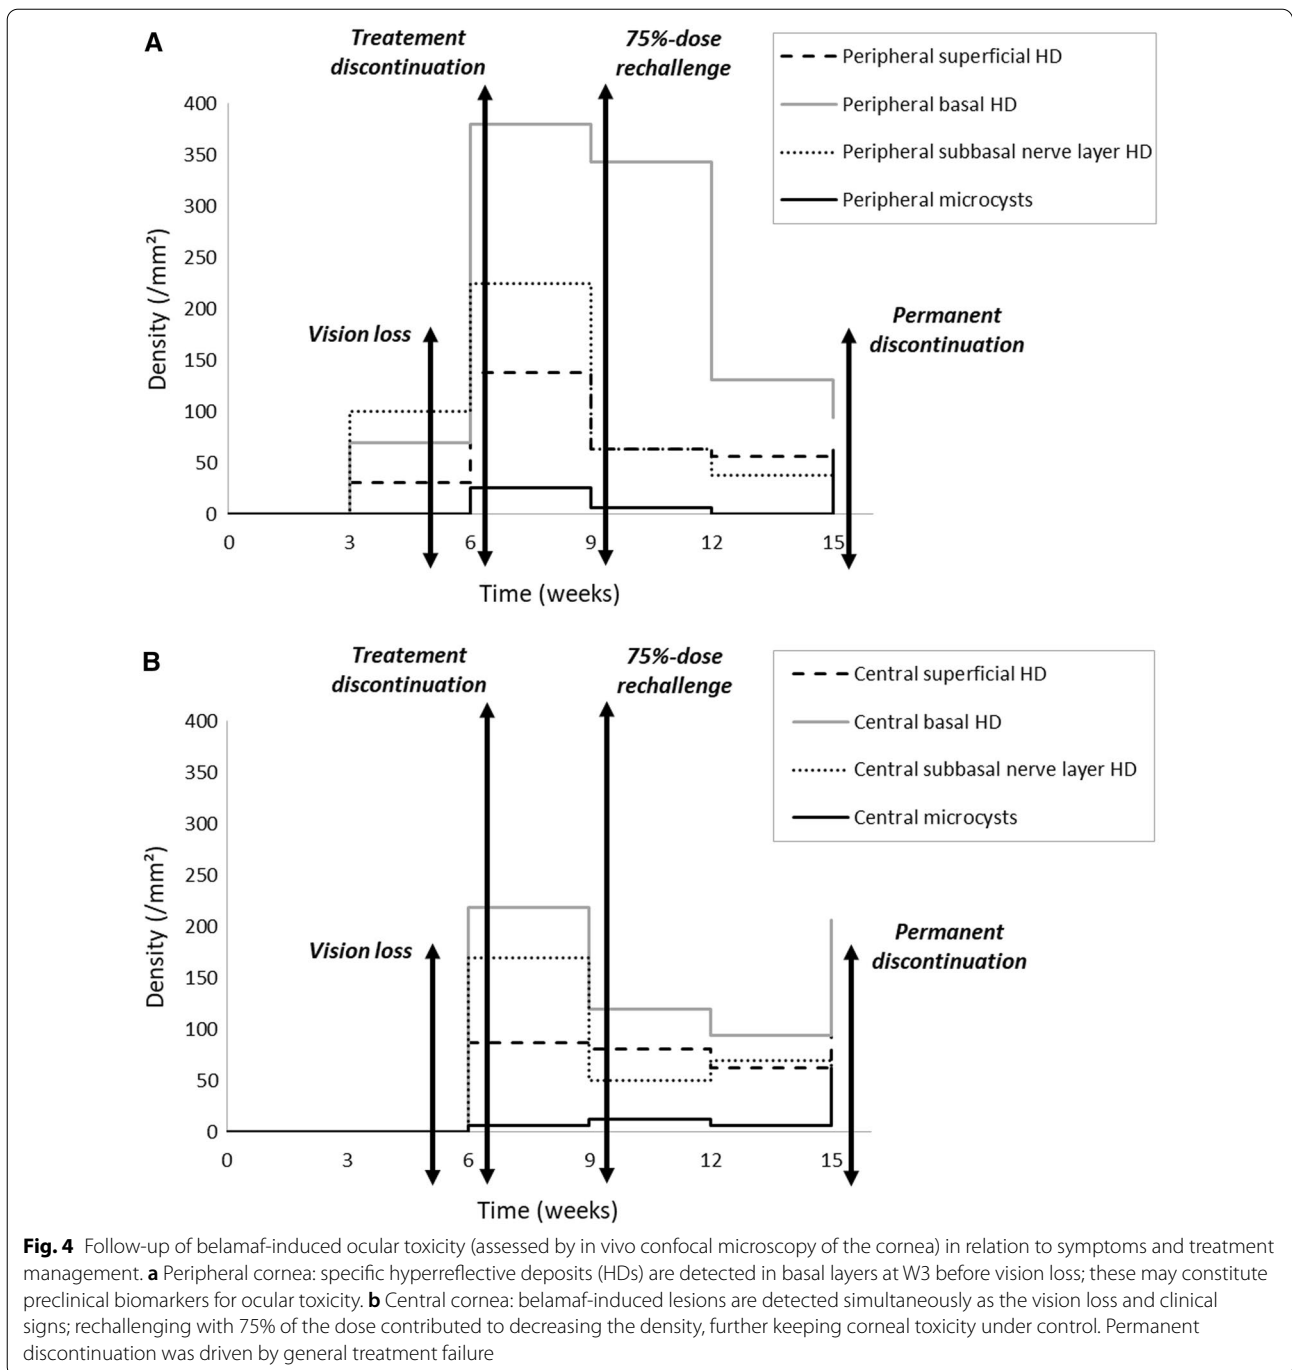 A
Treatement
discontinuation
75%-dose
rechallenge
Peripheral superficial HD
Peripheral basal HD
Peripheral subbasal nerve layer HD
Peripheral microcysts
400
350
300
250
200
150
100
50
0
Density (/mm²)
Vision loss
Permanent
discontinuation
0 3 6 9 12 15
Time (weeks)
B
Treatement
discontinuation
75%-dose
rechallenge
Central superficial HD
Central basal HD
Central subbasal nerve layer HD
Central microcysts
400
350
300
250
200
150
100
50
0
Density (/mm²)
Vision loss
Permanent
discontinuation
0 3 6 9 12 15
Time (weeks)
Fig. 4 Follow-up of belamaf-induced ocular toxicity (assessed by in vivo confocal microscopy of the cornea) in relation to symptoms and treatment
management. a Peripheral cornea: specific hyperreflective deposits (HDs) are detected in basal layers at W3 before vision loss; these may constitute
preclinical biomarkers for ocular toxicity. b Central cornea: belamaf-induced lesions are detected simultaneously as the vision loss and clinical
signs; rechallenging with 75% of the dose contributed to decreasing the density, further keeping corneal toxicity under control. Permanent
discontinuation was driven by general treatment failure